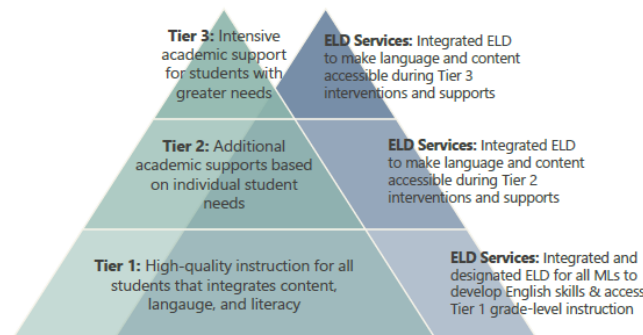 Tier 3: Intensive
academic support
for students with
greater needs
ELD Services: Integrated ELD
to make language and content
accessible during Tier 3
interventions and supports
Tier 2: Additional
academic supports based
on individual student
needs
ELD Services: Integrated ELD
to make language and content
accessible during Tier 2
interventions and supports
Tier 1: High-quality instruction for all
students that integrates content,
langauge, and literacy
ELD Services: Integrated and
designated ELD for all MLs to
develop English skills & access
Tier 1 grade-level instruction